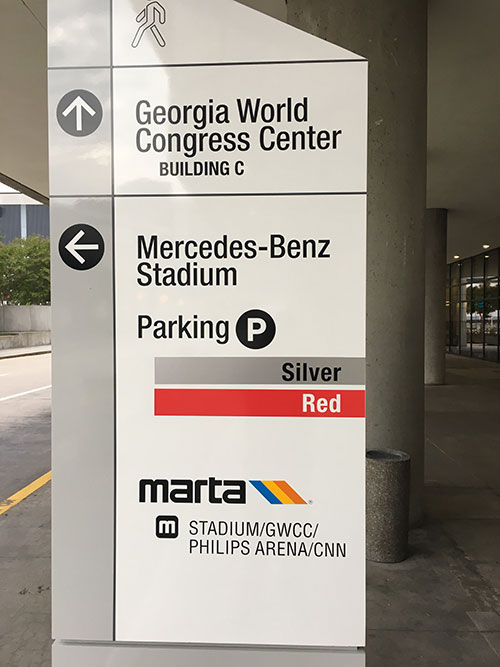 Georgia World
Congress Center
BUILDING C
Mercedes-Benz
Stadium
Parking P
Silver
Red
marta
m STADIUM/GWCC/
PHILIPS ARENA/CNN